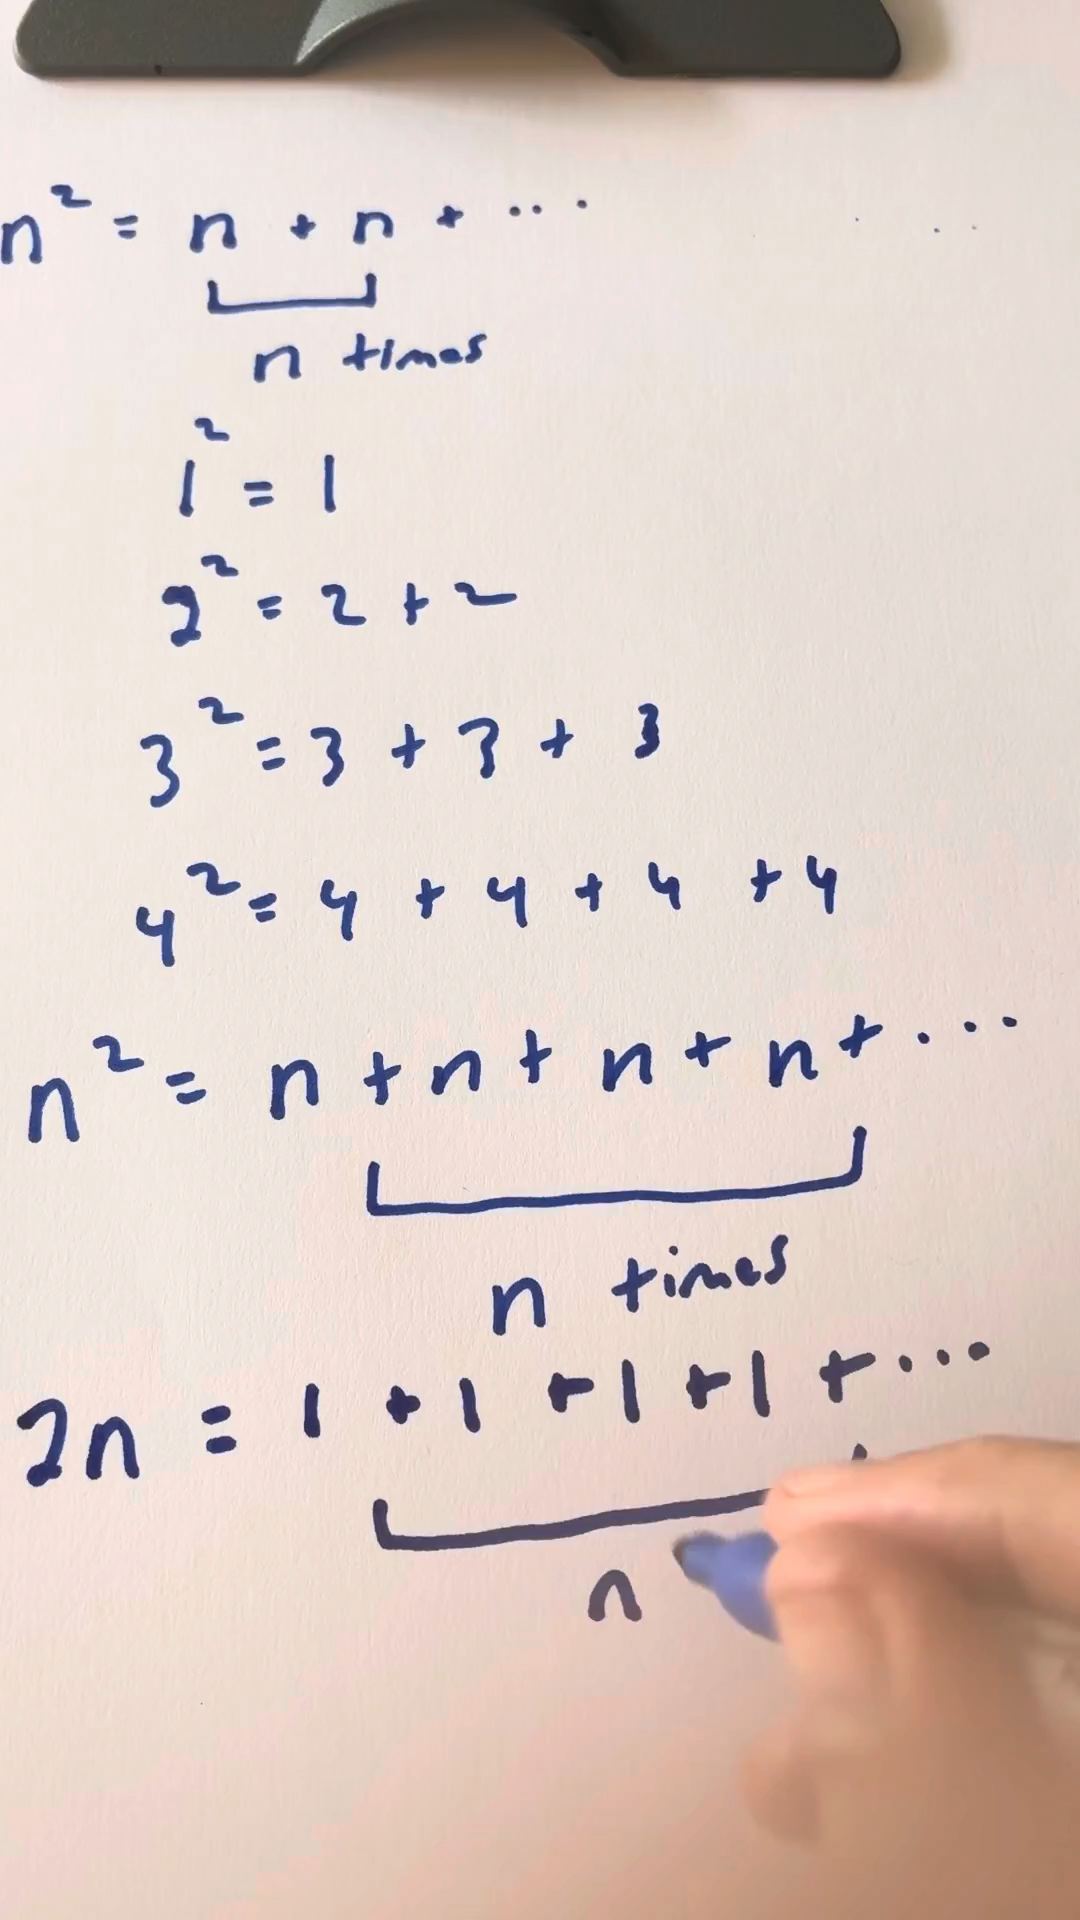 n² = n + n + ...
n times
1² = 1
2² = 2 + 2
3² = 3 + 3 + 3
4² = 4 + 4 + 4 + 4
n² = n + n + n + n + ...
n times
2n = 1 + 1 + 1 + 1 + ...
n